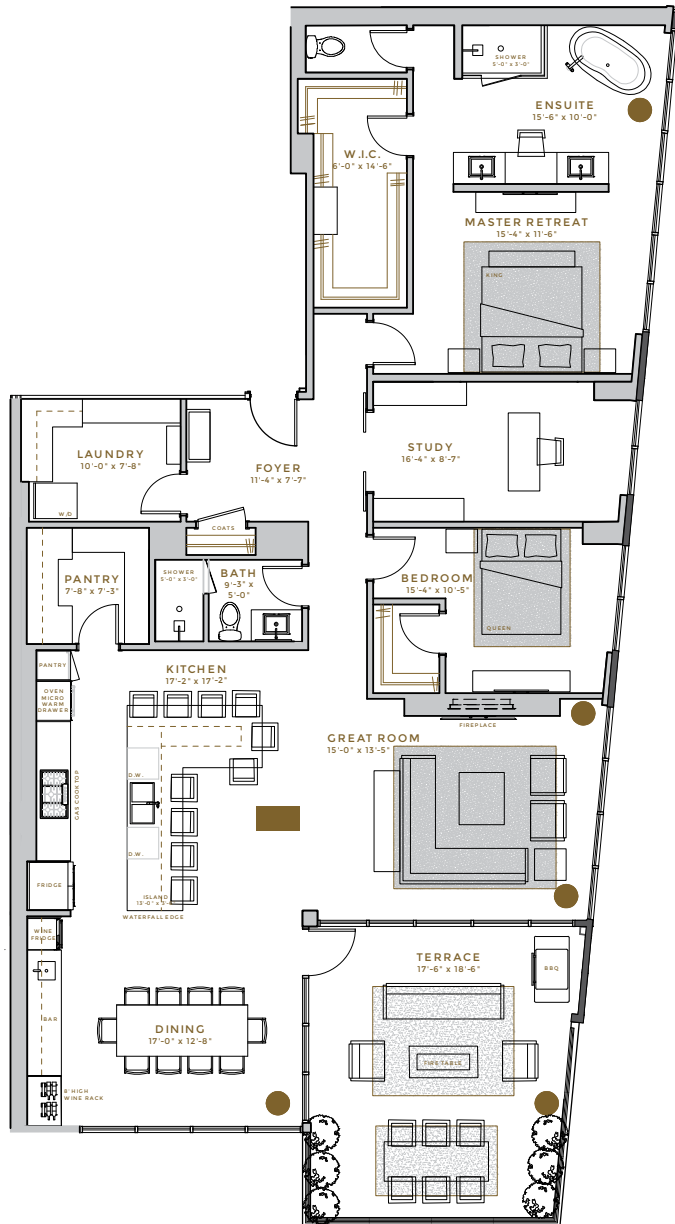 SHOWER
5'-0" x 3'-0"
ENSUITE
15'-6" x 10'-0"
W.I.C.
6'-0" x 14'-6"
MASTER RETREAT
15'-4" x 11'-6"
KING
LAUNDRY
10'-0" x 7'-8"
W/D
FOYER
11'-4" x 7'-7"
STUDY
16'-4" x 8'-7"
COATS
PANTRY
7'-8" x 7'-3"
SHOWER
5'-0" x 3'-0"
BATH
9'-3" x
5'-0"
BEDROOM
15'-4" x 10'-5"
QUEEN
PANTRY
OVEN
MICRO
WARM
DRAWER
KITCHEN
17'-2" x 17'-2"
FIREPLACE
GREAT ROOM
15'-0" x 13'-5"
D.W.
GAS COOKTOP
D.W.
FRIDGE
ISLAND
WATERFALL EDGE
WINE
FRIDGE
TERRACE
17'-6" x 18'-6"
BBQ
BAR
DINING
17'-0" x 12'-8"
FIRE TABLE
8' HIGH
WINE RACK